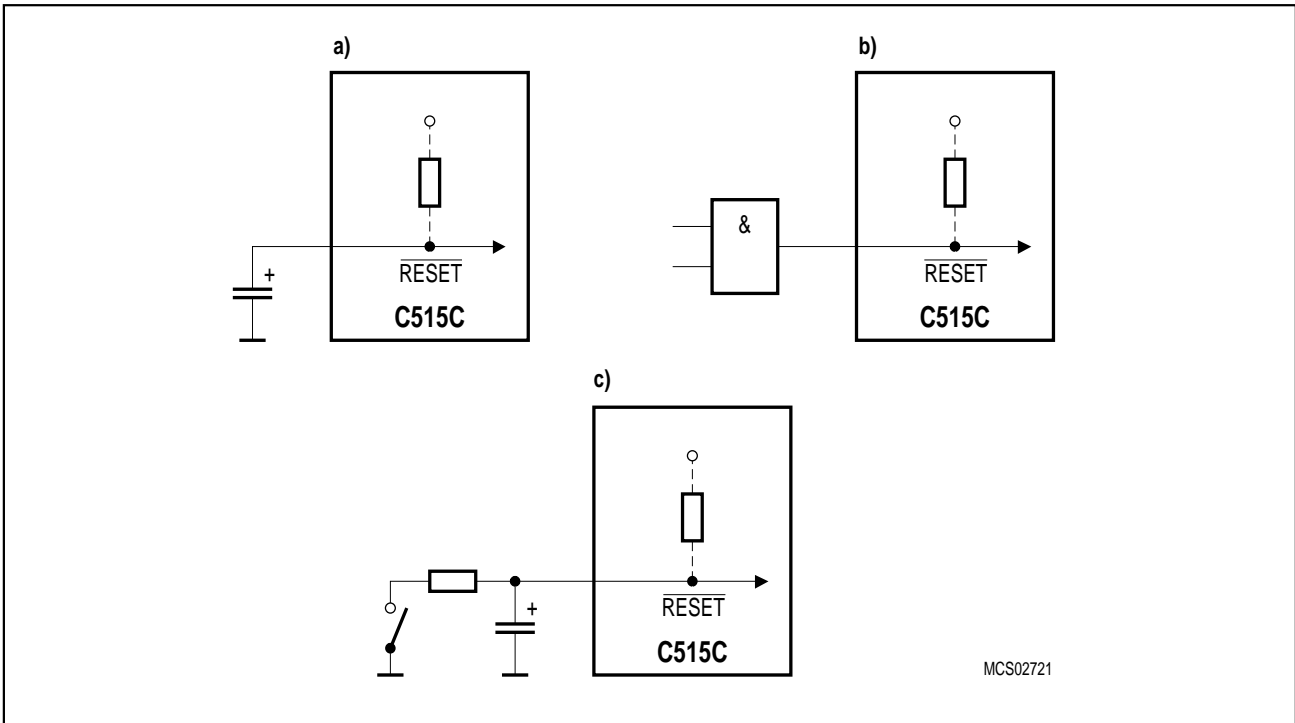 a)
+
RESET
C515C
b)
&
RESET
C515C
c)
+
RESET
C515C
MCS02721